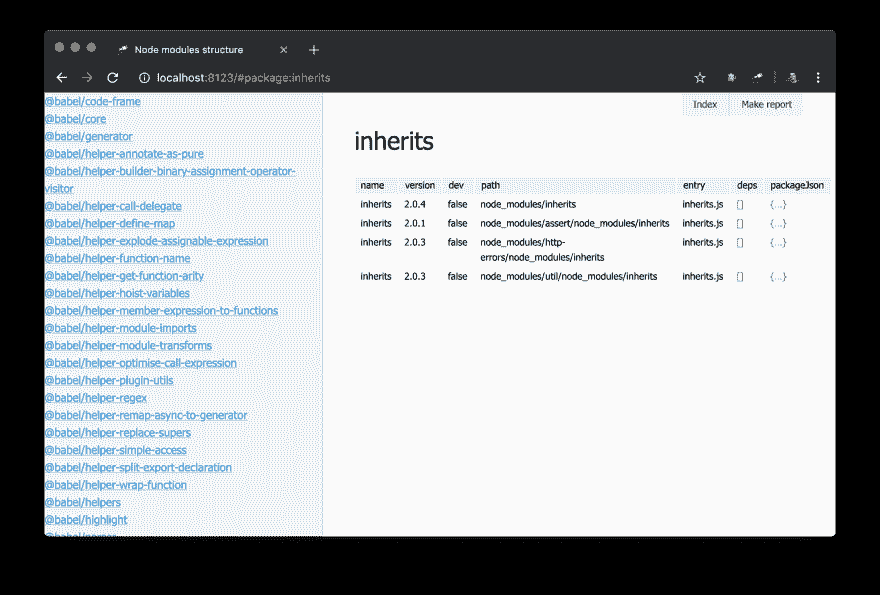 Node modules structure
localhost:8123/#package:inherits
@babel/code-frame
@babel/core
@babel/generator
@babel/helper-annotate-as-pure
@babel/helper-builder-binary-assignment-operator-
visitor
@babel/helper-call-delegate
@babel/helper-define-map
@babel/helper-explode-assignable-expression
@babel/helper-function-name
@babel/helper-get-function-arity
@babel/helper-hoist-variables
@babel/helper-member-expression-to-functions
@babel/helper-module-imports
@babel/helper-module-transforms
@babel/helper-optimise-call-expression
@babel/helper-plugin-utils
@babel/helper-regex
@babel/helper-remap-async-to-generator
@babel/helper-replace-supers
@babel/helper-simple-access
@babel/helper-split-export-declaration
@babel/helper-wrap-function
@babel/helpers
@babel/highlight
Index Make report
inherits
name version dev path entry deps packageJson
inherits 2.0.4 false node_modules/inherits inherits.js [] {...}
inherits 2.0.1 false node_modules/assert/node_modules/inherits inherits.js [] {...}
inherits 2.0.3 false node_modules/http- inherits.js [] {...}
errors/node_modules/inherits
inherits 2.0.3 false node_modules/util/node_modules/inherits inherits.js [] {...}